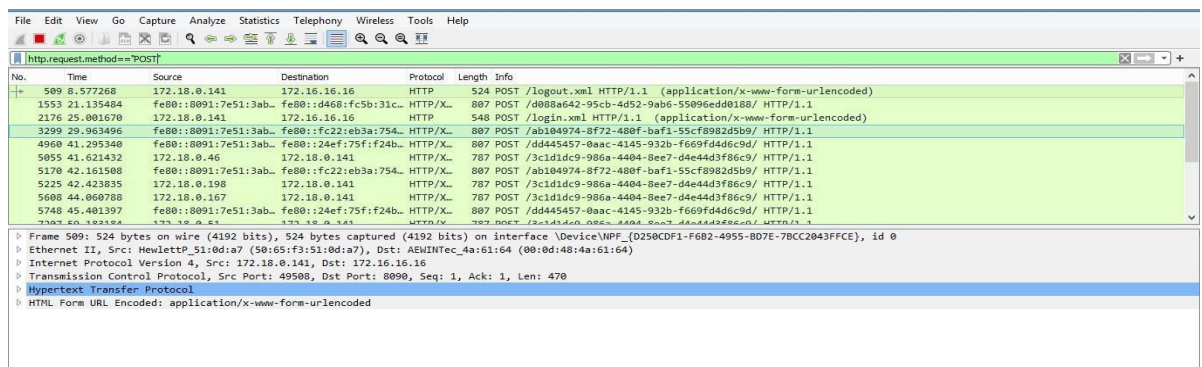 File Edit View Go Capture Analyze Statistics Telephony Wireless Tools Help
http.request.method=="POST"
No. Time Source Destination Protocol Length Info
509 8.577268 172.18.0.141 172.16.16.16 HTTP 524 POST /logout.xml HTTP/1.1 (application/x-www-form-urlencoded)
1553 21.135484 fe80::8091:7e51:3ab… fe80::d468:fc5b:31c… HTTP/X… 807 POST /d088a642-95cb-4d52-9ab6-55096edd0188/ HTTP/1.1
2176 25.001670 172.18.0.141 172.16.16.16 HTTP 548 POST /login.xml HTTP/1.1 (application/x-www-form-urlencoded)
3299 29.963496 fe80::8091:7e51:3ab… fe80::fc22:eb3a:754… HTTP/X… 807 POST /ab104974-8f72-480f-baf1-55cf8982d5b9/ HTTP/1.1
4960 41.295340 fe80::8091:7e51:3ab… fe80::24ef:75f:f24b… HTTP/X… 807 POST /dd445457-0aac-4145-932b-f669fd4d6c9d/ HTTP/1.1
5055 41.621432 172.18.0.46 172.18.0.141 HTTP/X… 787 POST /3c1d1dc9-986a-4404-8ee7-d4e44d3f86c9/ HTTP/1.1
5170 42.161508 fe80::8091:7e51:3ab… fe80::fc22:eb3a:754… HTTP/X… 807 POST /ab104974-8f72-480f-baf1-55cf8982d5b9/ HTTP/1.1
5225 42.423835 172.18.0.198 172.18.0.141 HTTP/X… 787 POST /3c1d1dc9-986a-4404-8ee7-d4e44d3f86c9/ HTTP/1.1
5608 44.060788 172.18.0.167 172.18.0.141 HTTP/X… 787 POST /3c1d1dc9-986a-4404-8ee7-d4e44d3f86c9/ HTTP/1.1
5748 45.401397 fe80::8091:7e51:3ab… fe80::24ef:75f:f24b… HTTP/X… 807 POST /dd445457-0aac-4145-932b-f669fd4d6c9d/ HTTP/1.1
Frame 509: 524 bytes on wire (4192 bits), 524 bytes captured (4192 bits) on interface \Device\NPF_{D250CDF1-F6B2-4955-BD7E-7BCC2043FFCE}, id 0
Ethernet II, Src: HewlettP_51:0d:a7 (50:65:f3:51:0d:a7), Dst: AEWINTec_4a:61:64 (00:0d:48:4a:61:64)
Internet Protocol Version 4, Src: 172.18.0.141, Dst: 172.16.16.16
Transmission Control Protocol, Src Port: 49508, Dst Port: 8090, Seq: 1, Ack: 1, Len: 470
Hypertext Transfer Protocol
HTML Form URL Encoded: application/x-www-form-urlencoded